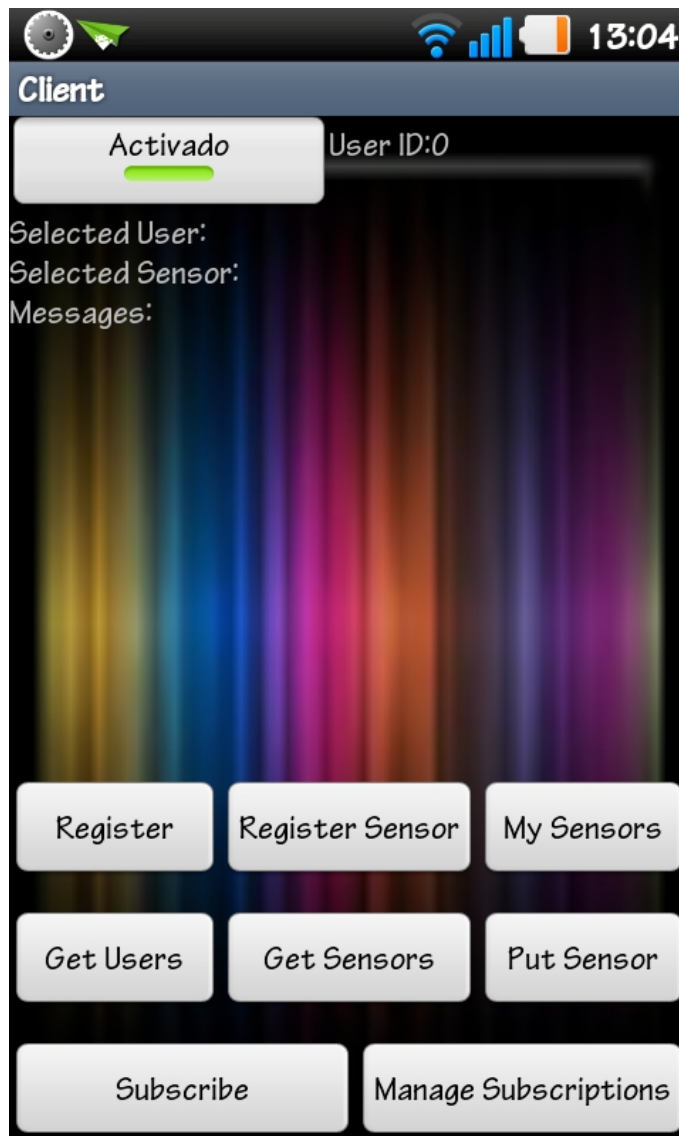 13:04
Client
Activado User ID:0
Selected User:
Selected Sensor:
Messages:
Register Register Sensor My Sensors
Get Users Get Sensors Put Sensor
Subscribe Manage Subscriptions